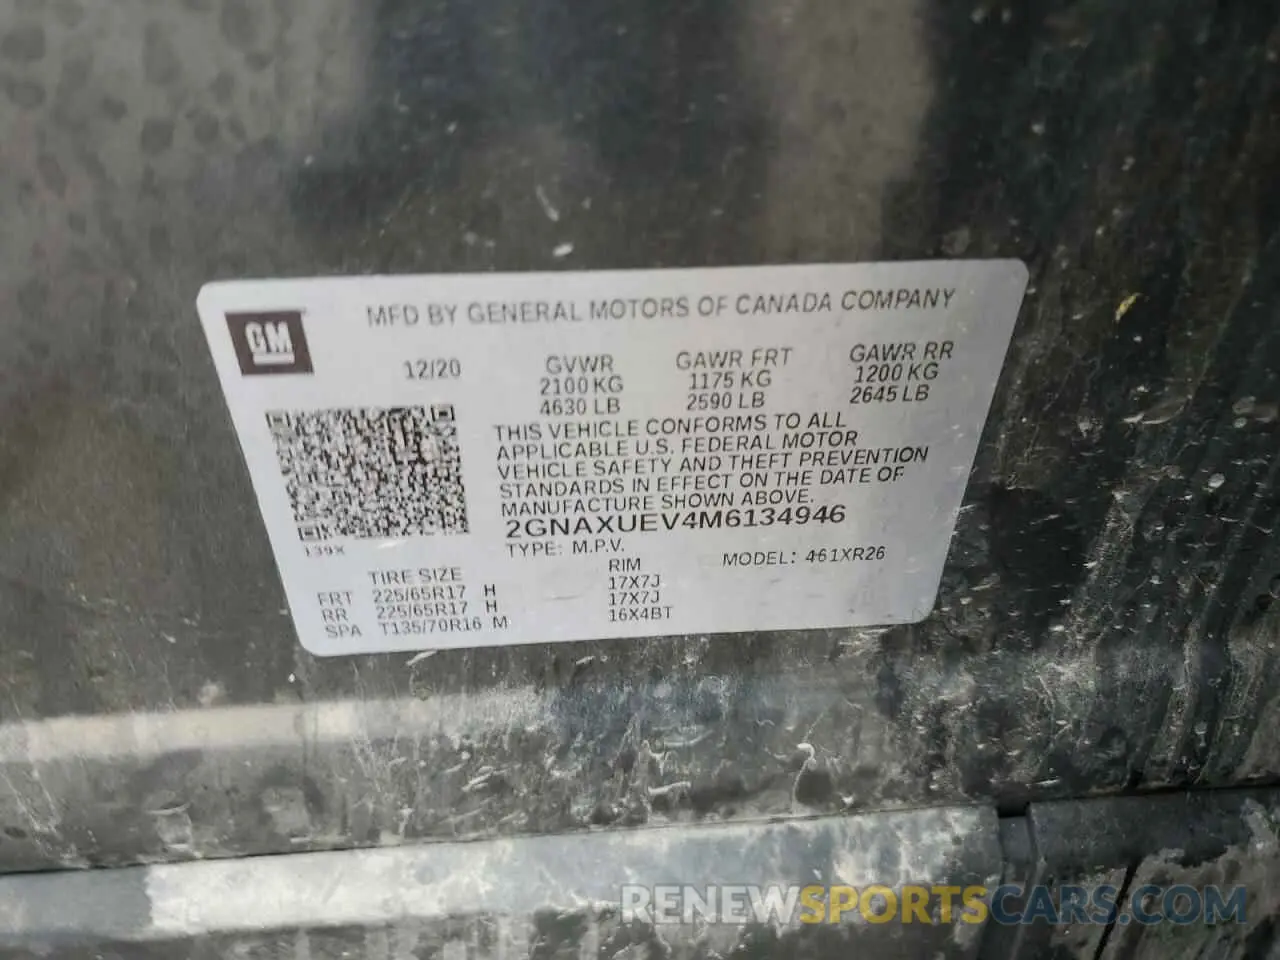 MFD BY GENERAL MOTORS OF CANADA COMPANY
GM
12/20
GVWR GAWR FRT GAWR RR
2100 KG 1175 KG 1200 KG
4630 LB 2590 LB 2645 LB
THIS VEHICLE CONFORMS TO ALL
APPLICABLE U.S. FEDERAL MOTOR
VEHICLE SAFETY AND THEFT PREVENTION
STANDARDS IN EFFECT ON THE DATE OF
MANUFACTURE SHOWN ABOVE.
2GNAXUEV4M6134946
139X
TYPE: M.P.V. MODEL: 461XR26
TIRE SIZE RIM
FRT 225/65R17 H 17X7J
RR 225/65R17 H 17X7J
SPA T135/70R16 M 16X4BT
RENEWSPORTSCARS.COM